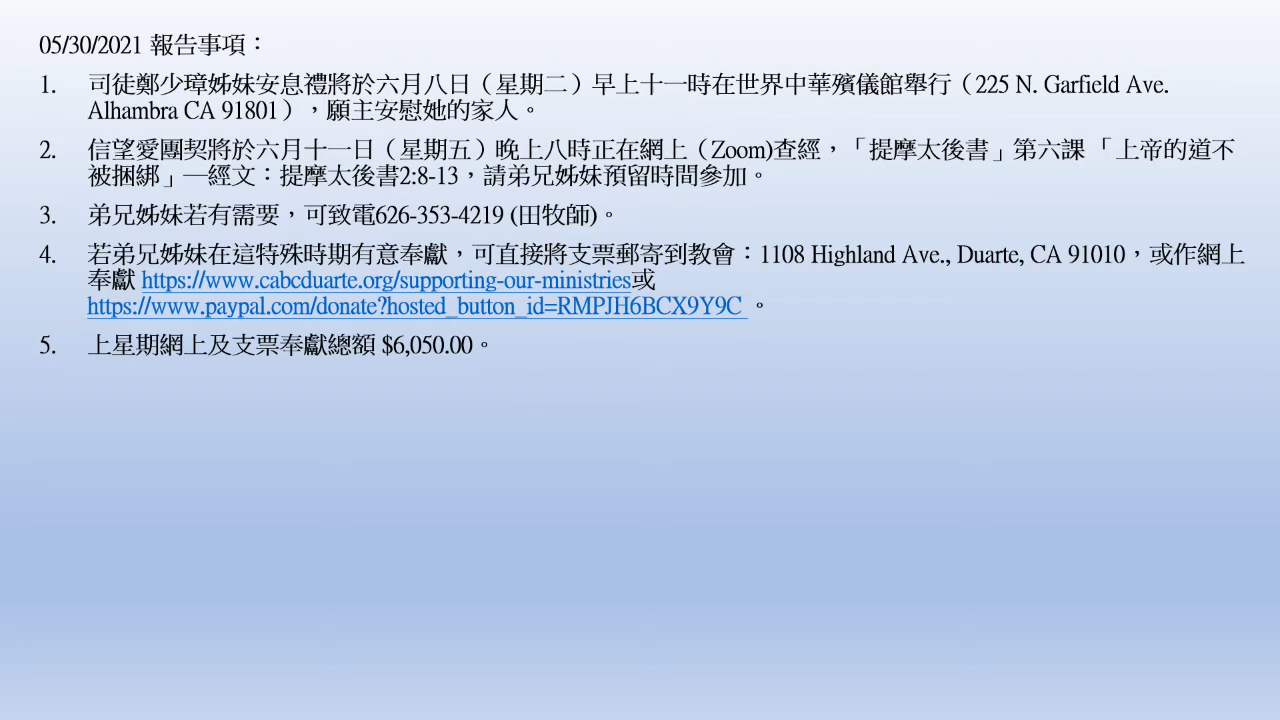 05/30/2021 報告事項：
1. 司徒鄭少璋姊妹安息禮將於六月八日（星期二）早上十一時在世界中華殯儀館舉行（225 N. Garfield Ave.
Alhambra CA 91801），願主安慰她的家人。
2. 信望愛團契將於六月十一日（星期五）晚上八時正在網上（Zoom)查經，「提摩太後書」第六課 「上帝的道不
被捆綁」—經文：提摩太後書2:8-13，請弟兄姊妹預留時間參加。
3. 弟兄姊妹若有需要，可致電626-353-4219 (田牧師)。
4. 若弟兄姊妹在這特殊時期有意奉獻，可直接將支票郵寄到教會：1108 Highland Ave., Duarte, CA 91010，或作網上
奉獻 https://www.cabcduarte.org/supporting-our-ministries或
https://www.paypal.com/donate?hosted_button_id=RMPJH6BCX9Y9C 。
5. 上星期網上及支票奉獻總額 $6,050.00。